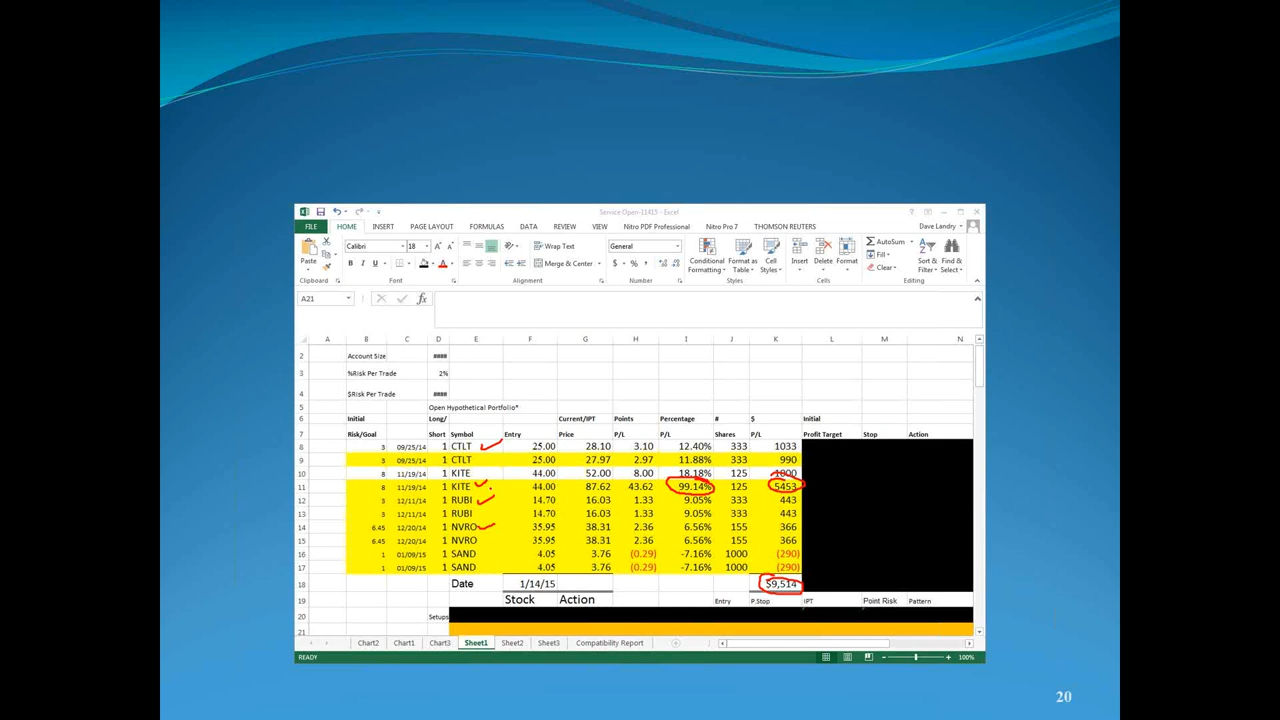 Service:Open-11415 - Excel
FILE HOME INSERT PAGE LAYOUT FORMULAS DATA REVIEW VIEW Nitro PDF Professional Nitro Pro 7 THOMSON REUTERS Dave Landry
Calibri 18 A A Wrap Text General AutoSum
Paste B I U A Merge & Center $ % , Conditional Formatting Format as Table Cell Styles Insert Delete Format Fill Clear Sort & Filter Find & Select
Clipboard Font Alignment Number Styles Cells Editing
A21 fx
A B C D E F G H I J K L M N
2 Account Size ####
3 %Risk Per Trade 2%
4 $Risk Per Trade ####
5 Open Hypothetical Portfolio*
6 Initial Long/ Current/IPT Points Percentage # $ Initial
7 Risk/Goal Short Symbol Entry Price P/L P/L Shares P/L Profit Target Stop Action
8 3 09/25/14 1 CTLT 25.00 28.10 3.10 12.40% 333 1033
9 3 09/25/14 1 CTLT 25.00 27.97 2.97 11.88% 333 990
10 8 11/19/14 1 KITE 44.00 52.00 8.00 18.18% 125 1000
11 8 11/19/14 1 KITE 44.00 87.62 43.62 99.14% 125 5453
12 3 12/11/14 1 RUBI 14.70 16.03 1.33 9.05% 333 443
13 3 12/11/14 1 RUBI 14.70 16.03 1.33 9.05% 333 443
14 6.45 12/20/14 1 NVRO 35.95 38.31 2.36 6.56% 155 366
15 6.45 12/20/14 1 NVRO 35.95 38.31 2.36 6.56% 155 366
16 1 01/09/15 1 SAND 4.05 3.76 (0.29) -7.16% 1000 (290)
17 1 01/09/15 1 SAND 4.05 3.76 (0.29) -7.16% 1000 (290)
18 Date 1/14/15 $9,514
19 Stock Action Entry P.Stop IPT Point Risk Pattern
20 Setups
21
Chart2 Chart1 Chart3 Sheet1 Sheet2 Sheet3 Compatibility Report
READY 100%
20